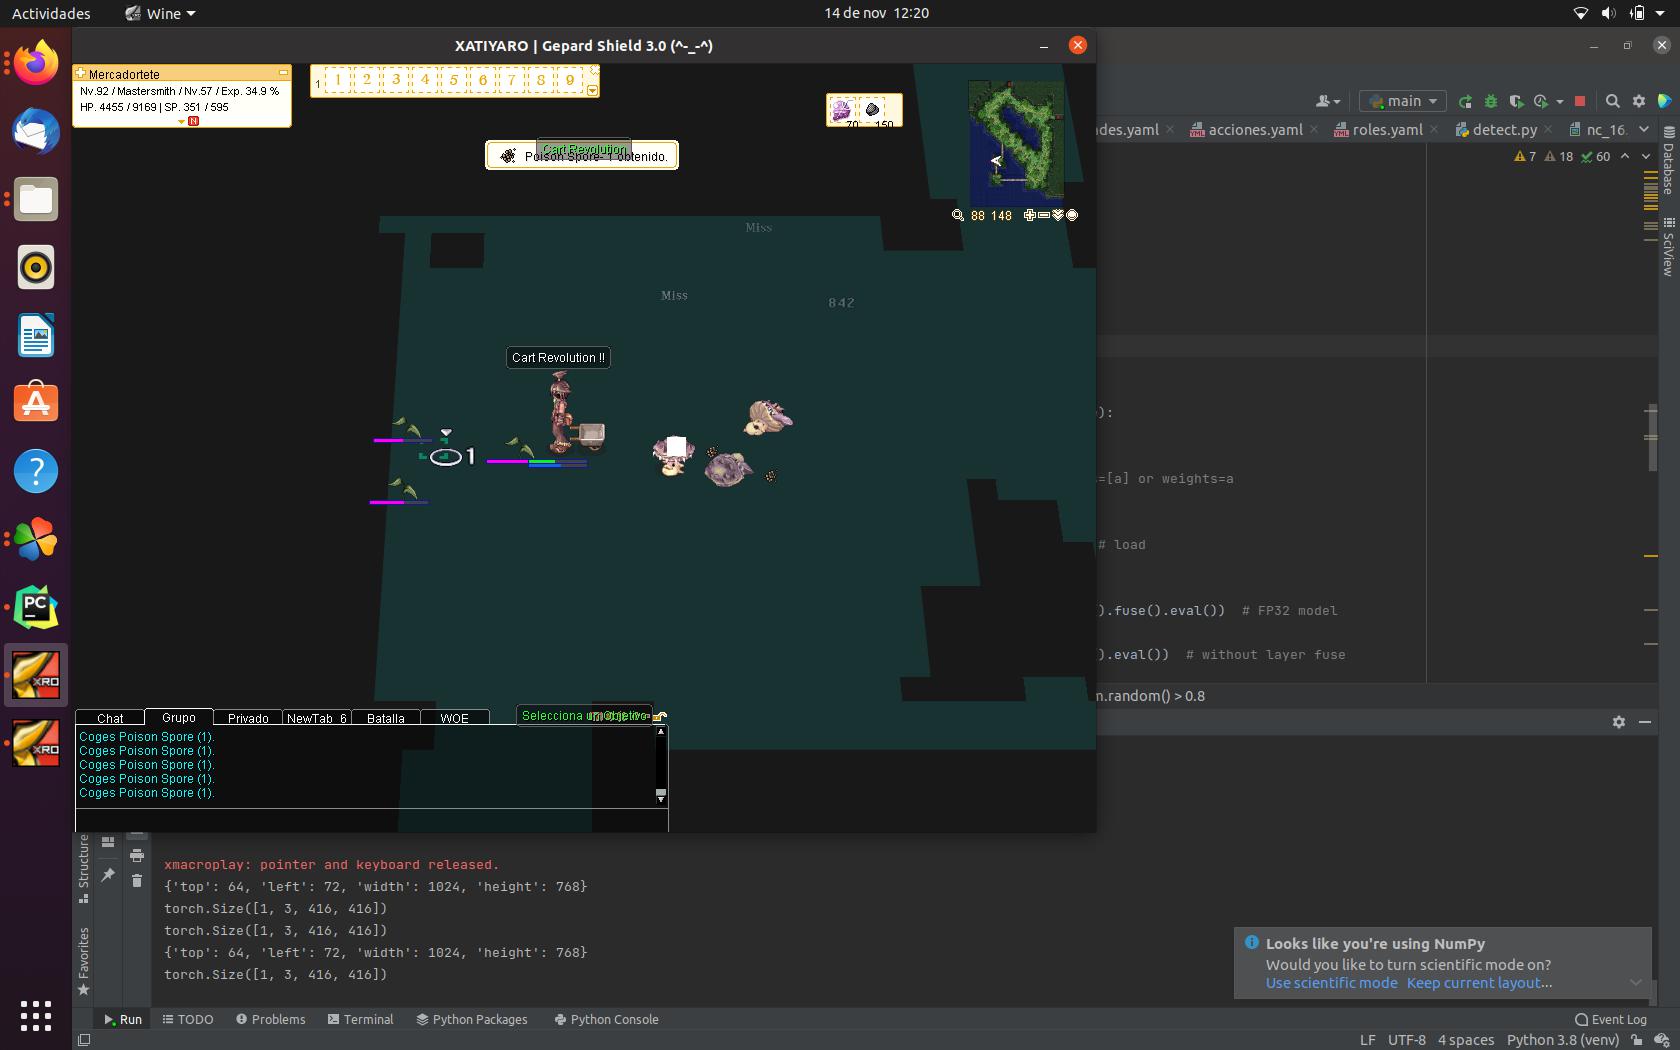 Actividades
Wine
14 de nov 12:20
XATIYARO | Gepard Shield 3.0 (^-_-^)
Mercadortete
Nv.92 / Mastersmith / Nv.57 / Exp. 34.9 %
HP. 4455 / 9169 | SP. 351 / 595
N
1
1 2 3 4 5 6 7 8 9
70 150
Cart Revolution
Poison Spore- 1 obtenido.
88 148
Miss
Miss
842
Cart Revolution !!
1
Chat
Grupo
Privado
NewTab_6
Batalla
WOE
Selecciona un objetivo
Coges Poison Spore (1).
Coges Poison Spore (1).
Coges Poison Spore (1).
Coges Poison Spore (1).
Coges Poison Spore (1).
main
des.yaml
acciones.yaml
roles.yaml
detect.py
nc_16.
7 18 60
Database
SciView
):
=[a] or weights=a
# load
).fuse().eval()) # FP32 model
).eval()) # without layer fuse
m.random() > 0.8
PC
XRO
XRO
Structure
Favorites
xmacroplay: pointer and keyboard released.
{'top': 64, 'left': 72, 'width': 1024, 'height': 768}
torch.Size([1, 3, 416, 416])
torch.Size([1, 3, 416, 416])
{'top': 64, 'left': 72, 'width': 1024, 'height': 768}
torch.Size([1, 3, 416, 416])
Looks like you're using NumPy
Would you like to turn scientific mode on?
Use scientific mode Keep current layout...
Run
TODO
Problems
Terminal
Python Packages
Python Console
Event Log
LF UTF-8 4 spaces Python 3.8 (venv)